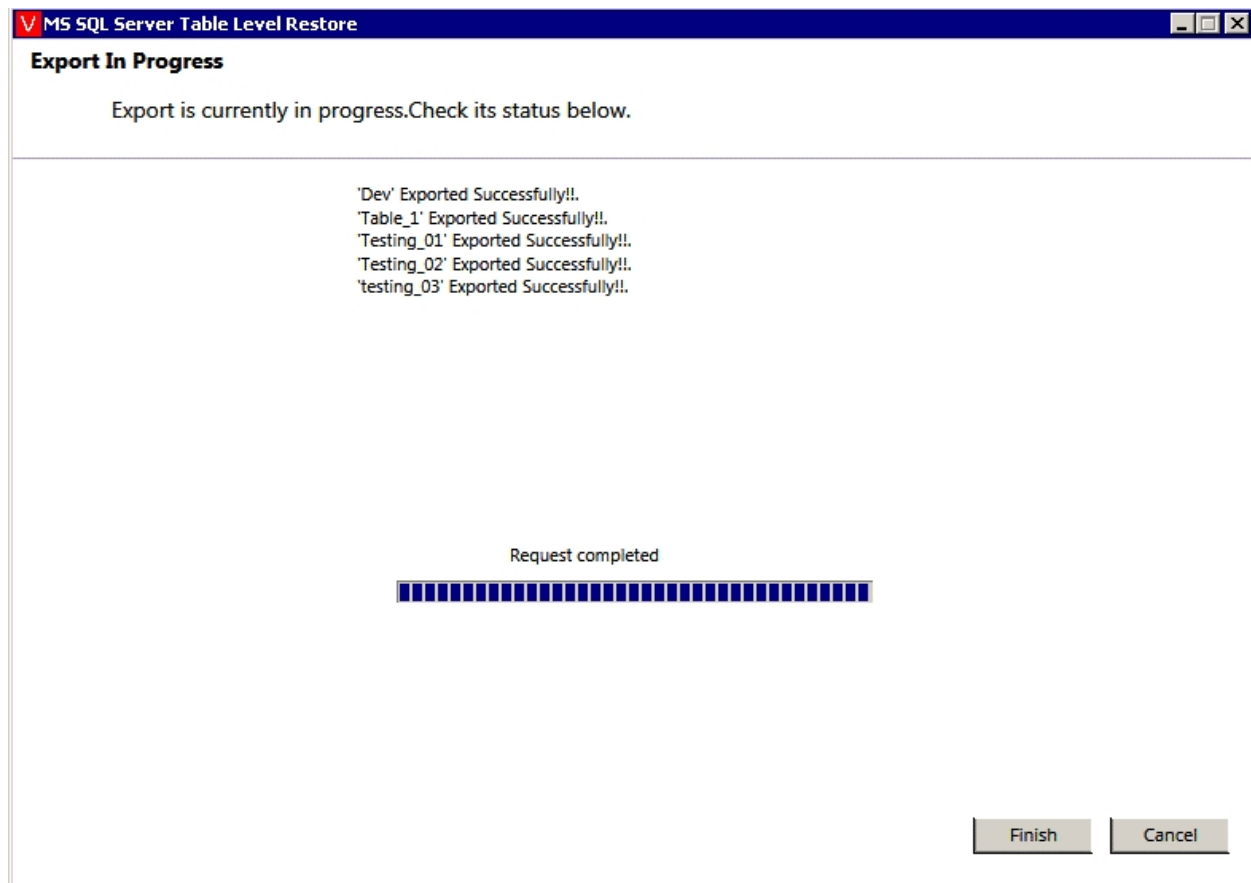 V MS SQL Server Table Level Restore
Export In Progress
Export is currently in progress.Check its status below.
'Dev' Exported Successfully!!.
'Table_1' Exported Successfully!!.
'Testing_01' Exported Successfully!!.
'Testing_02' Exported Successfully!!.
'testing_03' Exported Successfully!!.
Request completed
Finish Cancel